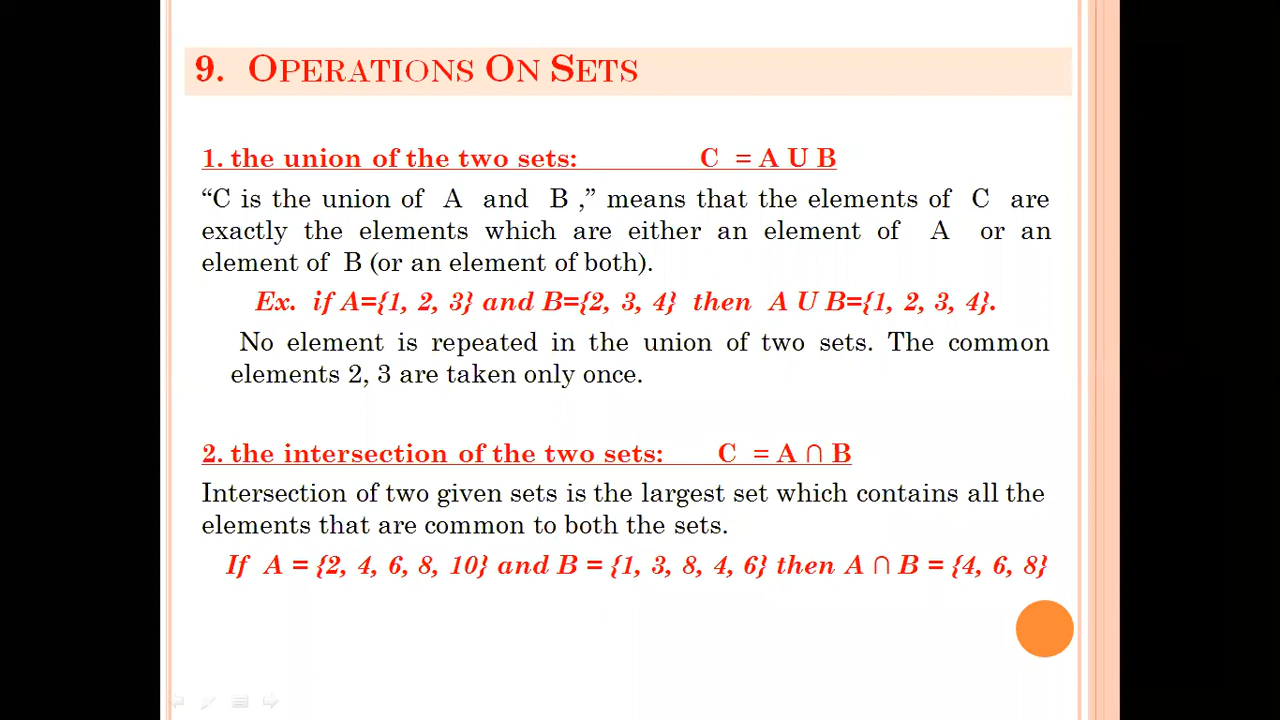 9. OPERATIONS ON SETS
1. the union of the two sets: C = A U B
“C is the union of A and B ,” means that the elements of C are
exactly the elements which are either an element of A or an
element of B (or an element of both).
Ex. if A={1, 2, 3} and B={2, 3, 4} then A U B={1, 2, 3, 4}.
No element is repeated in the union of two sets. The common
elements 2, 3 are taken only once.
2. the intersection of the two sets: C = A ∩ B
Intersection of two given sets is the largest set which contains all the
elements that are common to both the sets.
If A = {2, 4, 6, 8, 10} and B = {1, 3, 8, 4, 6} then A ∩ B = {4, 6, 8}